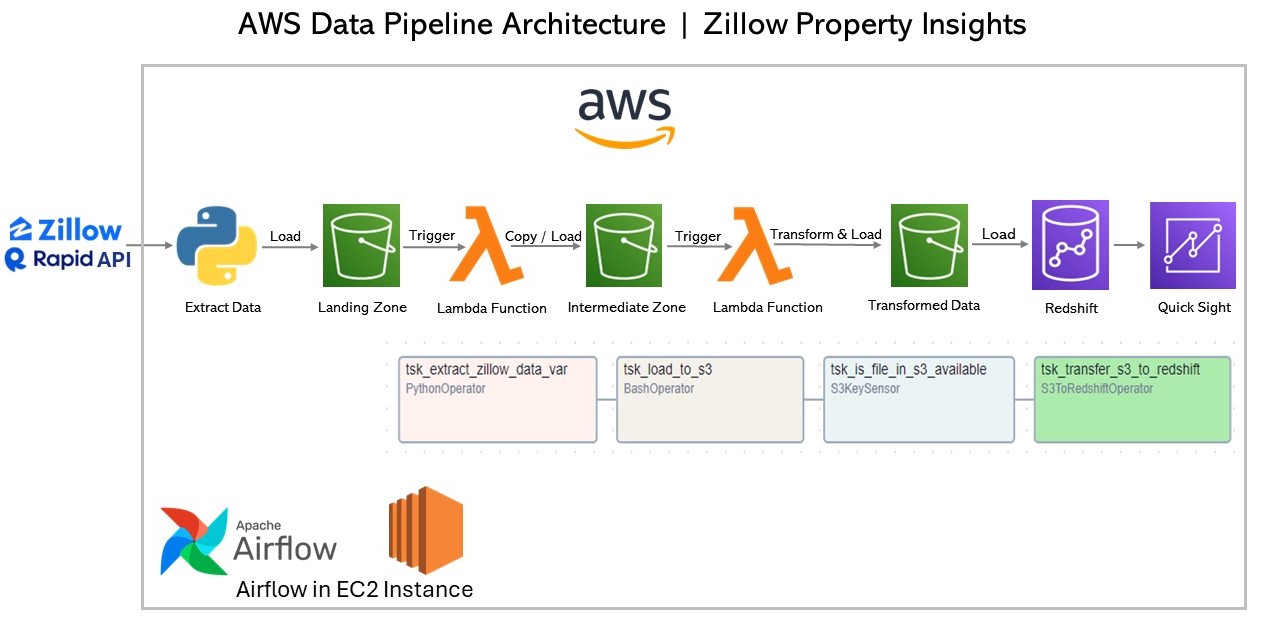 AWS Data Pipeline Architecture | Zillow Property Insights
aws
Zillow
Rapid API
Load
Trigger
Copy / Load
Trigger
Transform & Load
Load
Extract Data
Landing Zone
Lambda Function
Intermediate Zone
Lambda Function
Transformed Data
Redshift
Quick Sight
tsk_extract_zillow_data_var
PythonOperator
tsk_load_to_s3
BashOperator
tsk_is_file_in_s3_available
S3KeySensor
tsk_transfer_s3_to_redshift
S3ToRedshiftOperator
Apache
Airflow
Airflow in EC2 Instance